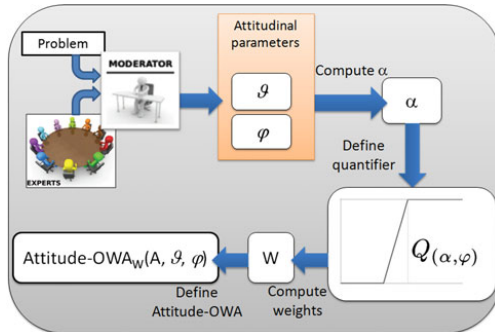 Problem
MODERATOR
EXPERTS
Attitudinal
parameters
ϑ
φ
Compute α
α
Define
quantifier
Q(α,φ)
Compute
weights
W
Define
Attitude-OWA
Attitude-OWAW(A, ϑ, φ)